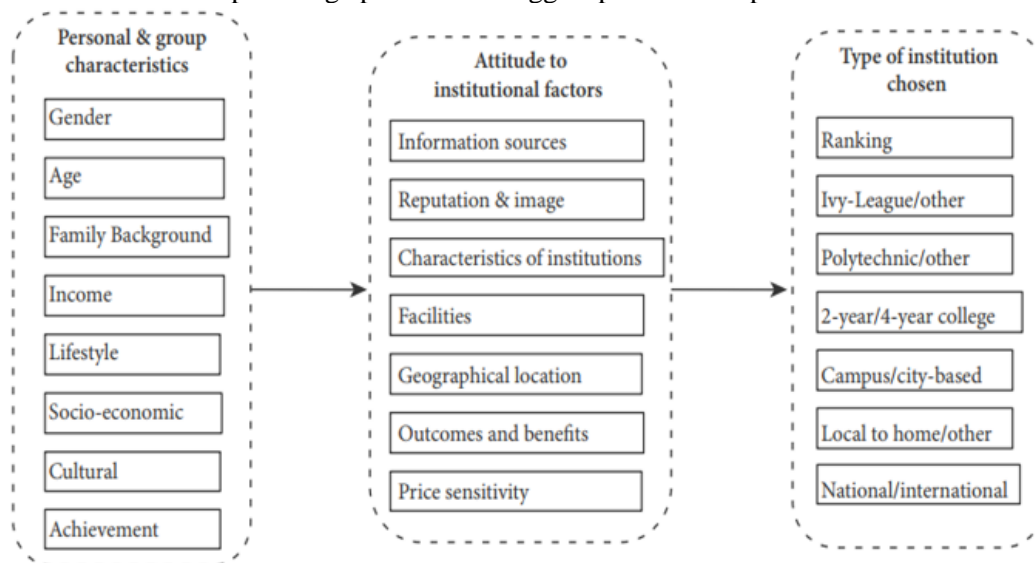 Personal & group
characteristics
Gender
Age
Family Background
Income
Lifestyle
Socio-economic
Cultural
Achievement
Attitude to
institutional factors
Information sources
Reputation & image
Characteristics of institutions
Facilities
Geographical location
Outcomes and benefits
Price sensitivity
Type of institution
chosen
Ranking
Ivy-League/other
Polytechnic/other
2-year/4-year college
Campus/city-based
Local to home/other
National/international